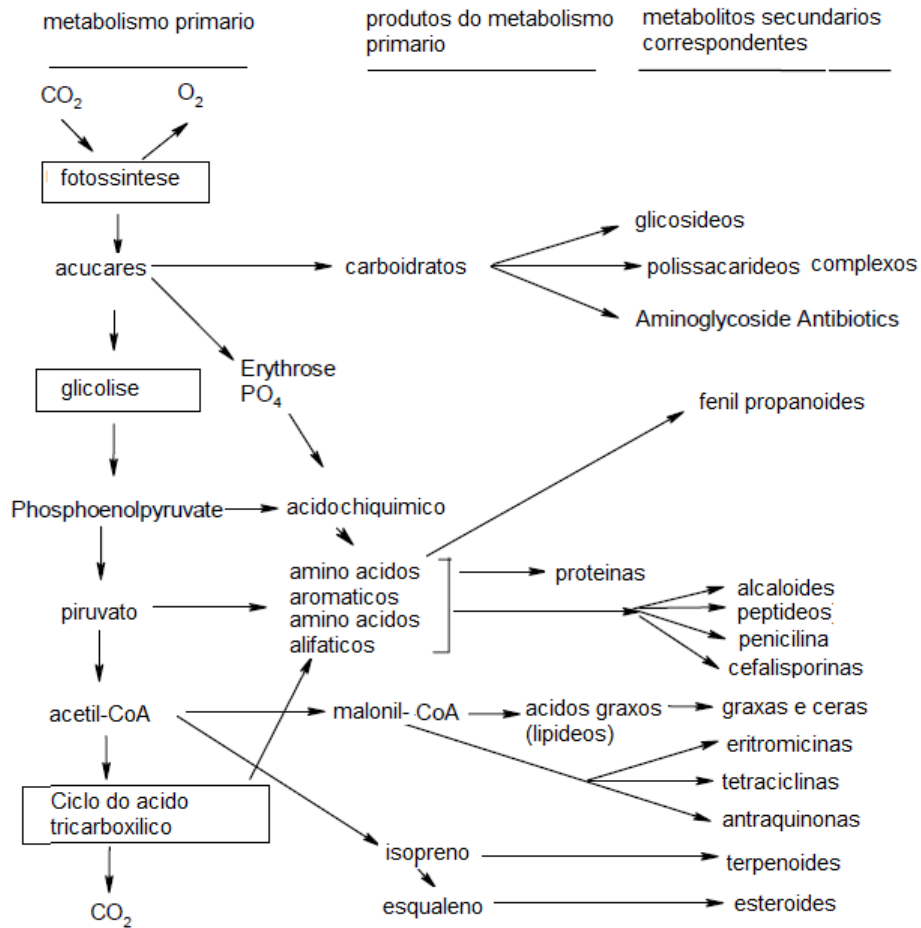 metabolismo primario
produtos do metabolismo
primario
metabolitos secundarios
correspondentes
CO2
O2
fotossintese
acucares
carboidratos
glicosideos
polissacarideos complexos
Aminoglycoside Antibiotics
glicolise
Erythrose
PO4
fenil propanoides
Phosphoenolpyruvate
acidochiquimico
amino acidos
aromaticos
amino acidos
alifaticos
proteinas
alcaloides
peptideos
penicilina
cefalisporinas
piruvato
acetil-CoA
malonil-CoA
acidos graxos
(lipideos)
graxas e ceras
eritromicinas
tetraciclinas
antraquinonas
Ciclo do acido
tricarboxilico
isopreno
terpenoides
esqualeno
esteroides
CO2